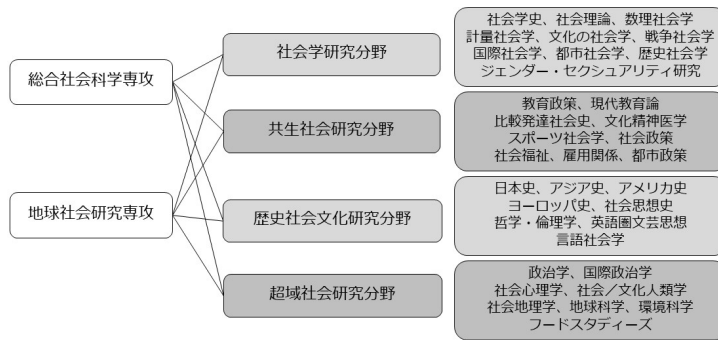 総合社会科学専攻
地球社会研究専攻
社会学研究分野
社会学史、社会理論、数理社会学
計量社会学、文化の社会学、戦争社会学
国際社会学、都市社会学、歴史社会学
ジェンダー・セクシュアリティ研究
共生社会研究分野
教育政策、現代教育論
比較発達社会史、文化精神医学
スポーツ社会学、社会政策
社会福祉、雇用関係、都市政策
歴史社会文化研究分野
日本史、アジア史、アメリカ史
ヨーロッパ史、社会思想史
哲学・倫理学、英語圏文芸思想
言語社会学
超域社会研究分野
政治学、国際政治学
社会心理学、社会／文化人類学
社会地理学、地球科学、環境科学
フードスタディーズ